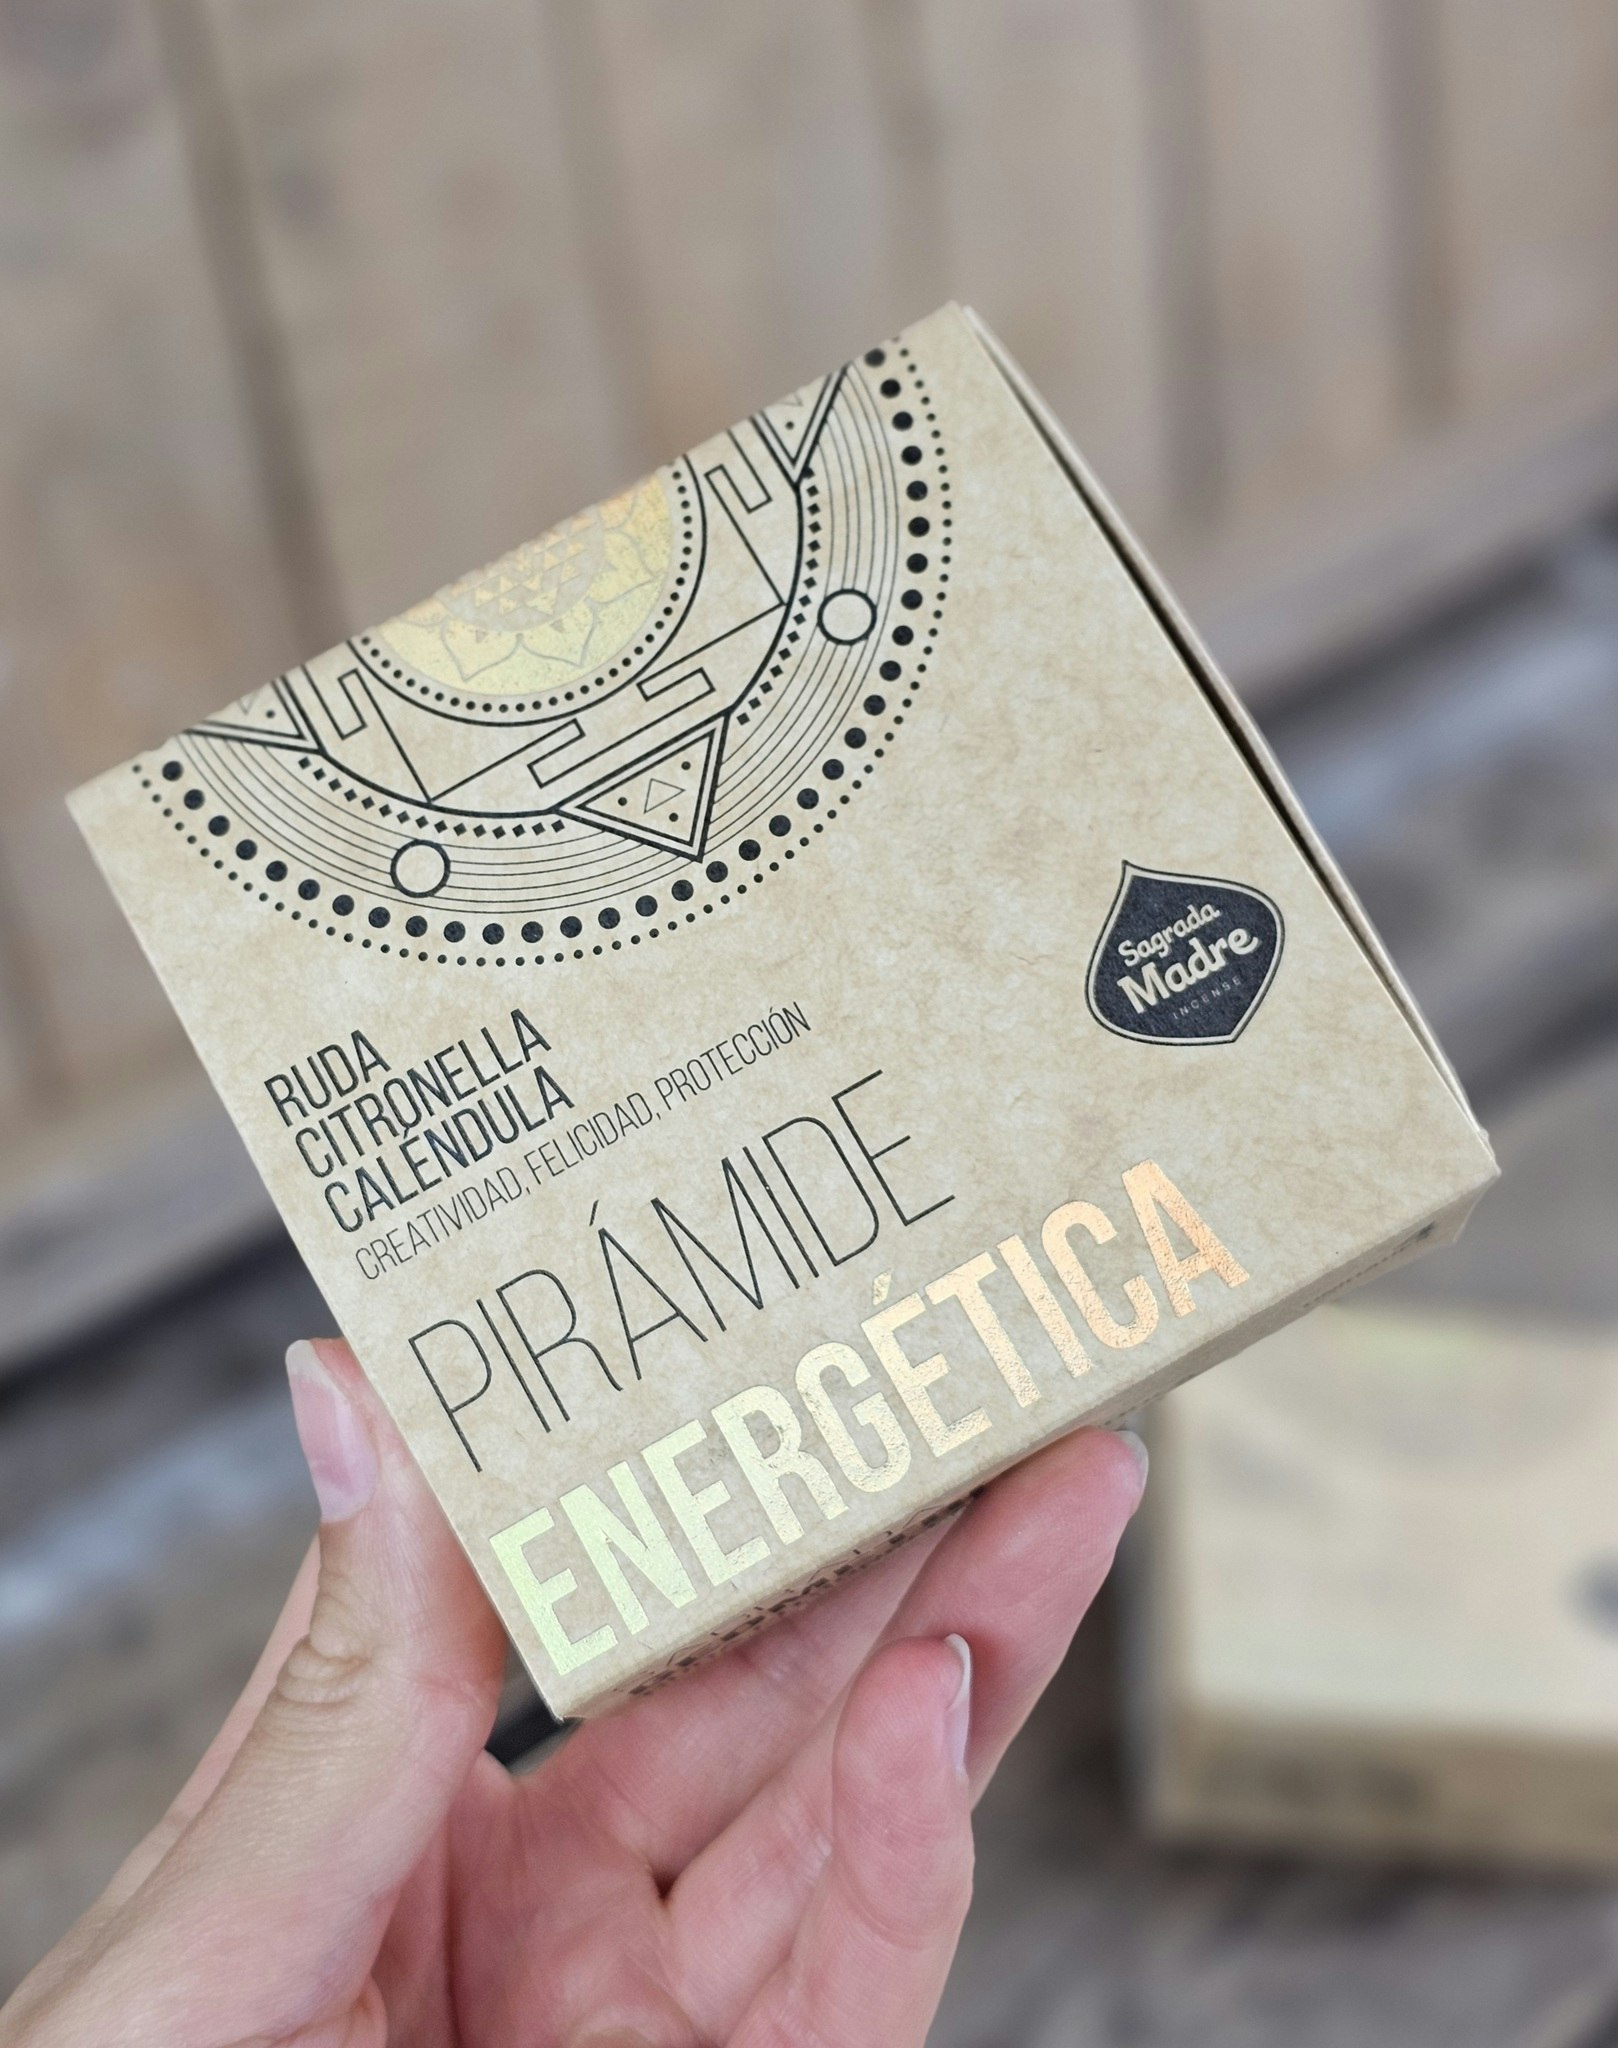 RUDA
CITRONELLA
CALÉNDULA
CREATIVIDAD, FELICIDAD, PROTECCIÓN
PIRÁMIDE
ENERGÉTICA
Sagrada
Madre
INCENSE